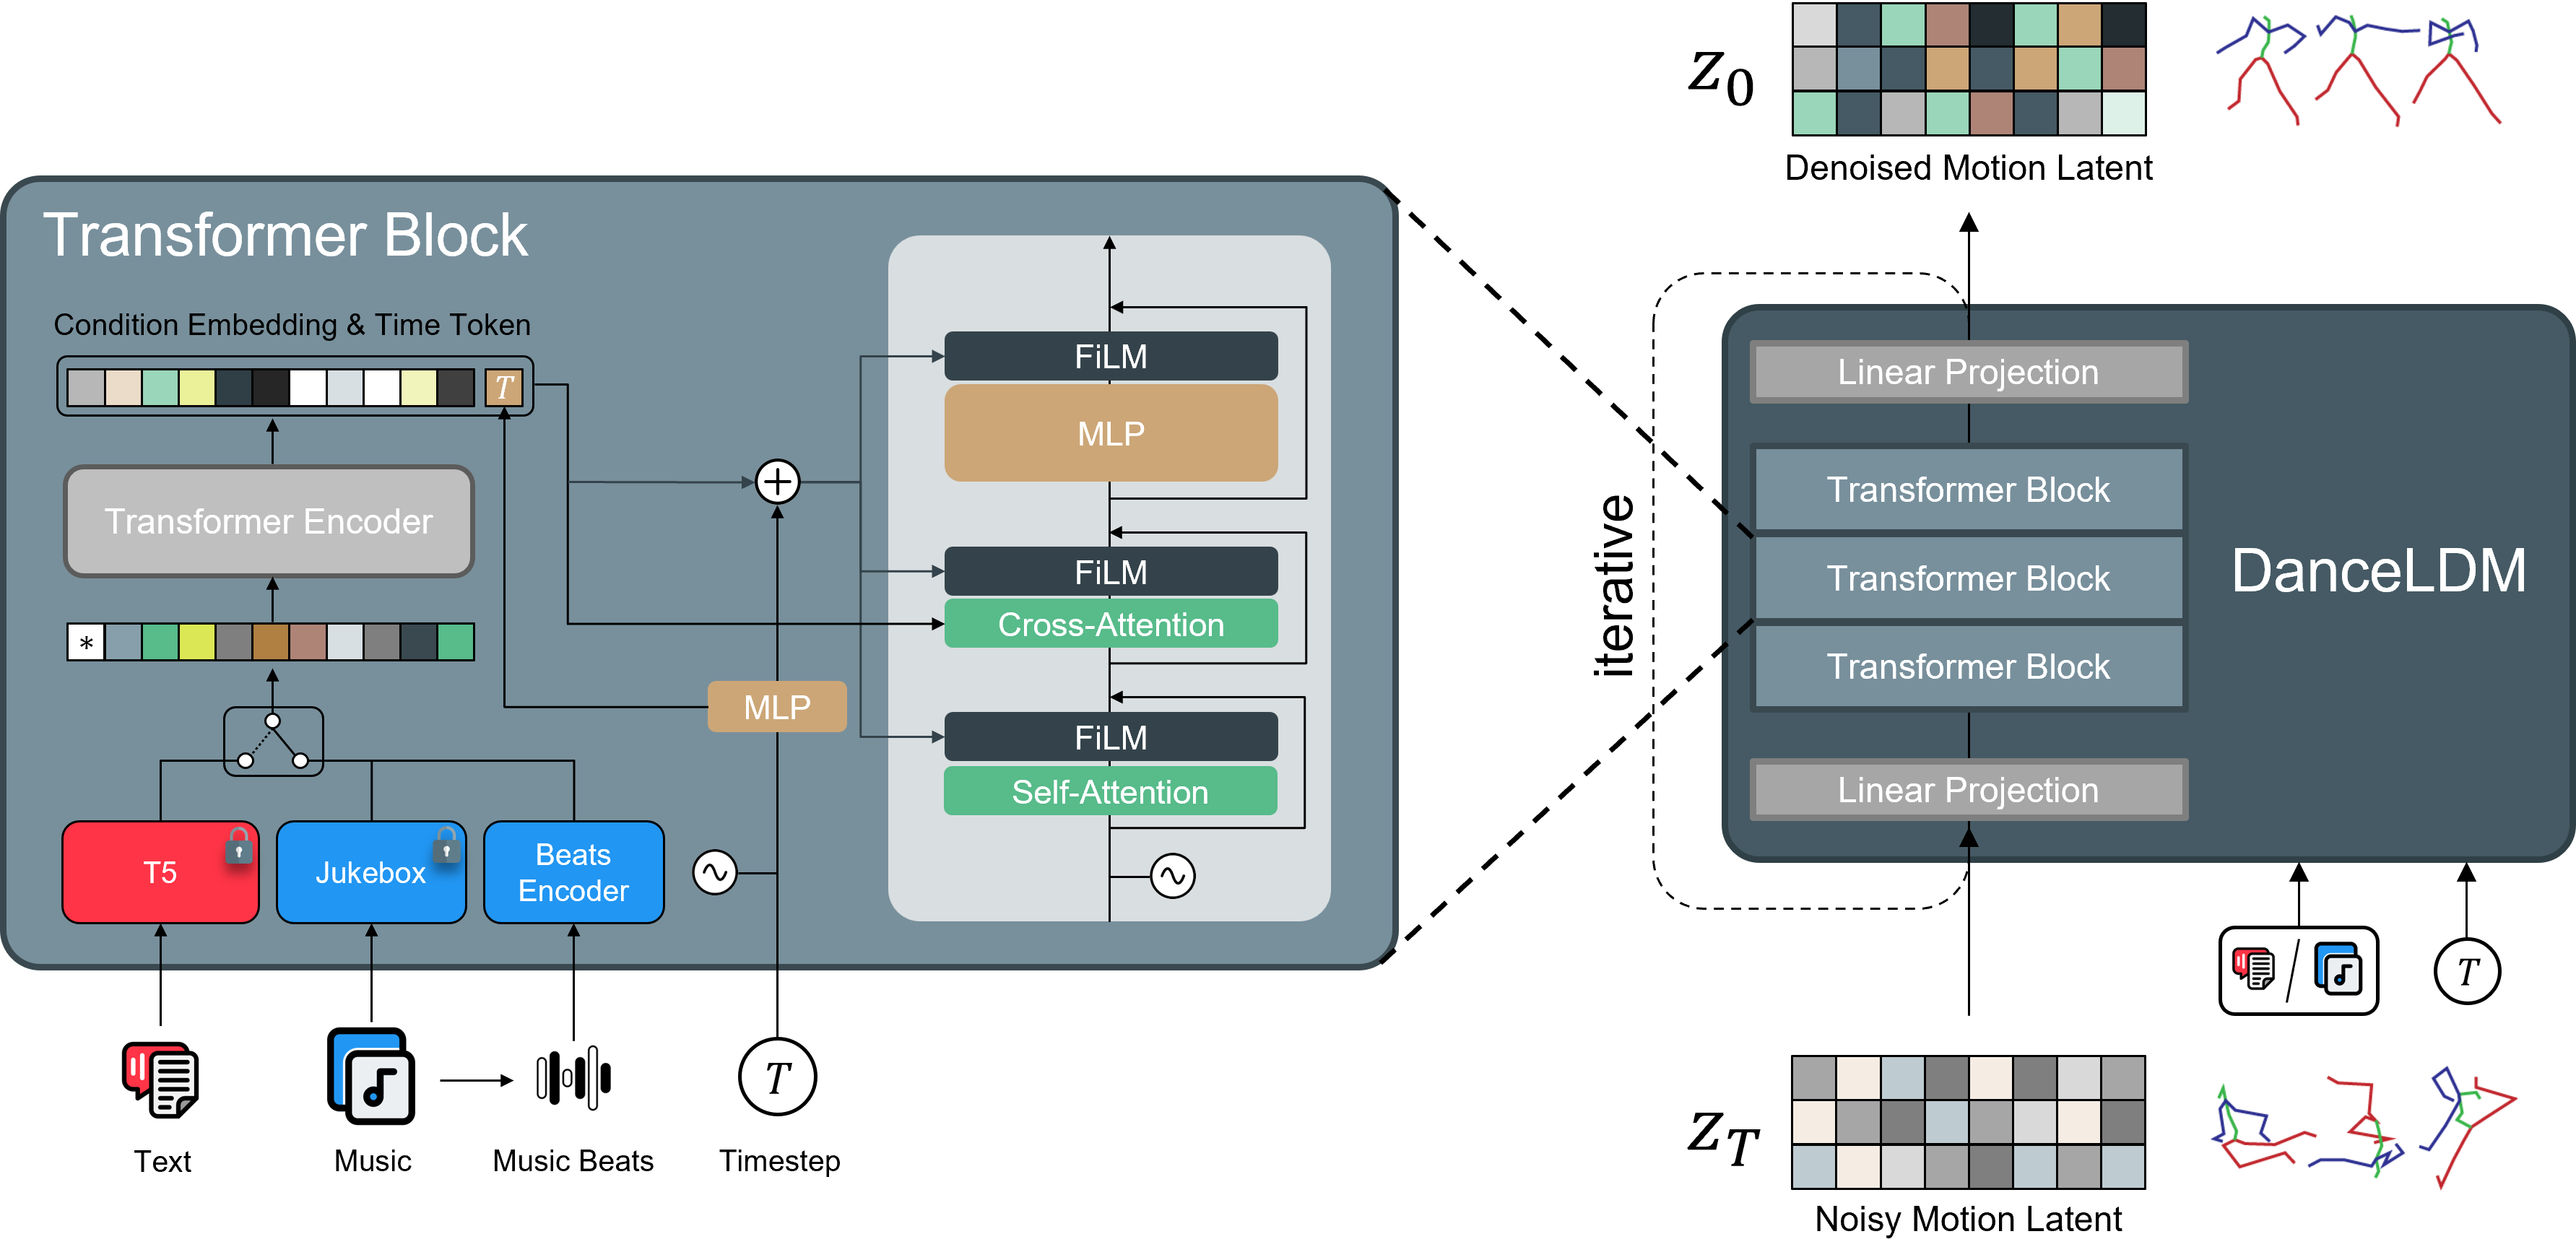 Transformer Block
Condition Embedding & Time Token
T
Transformer Encoder
*
T5
Jukebox
Beats
Encoder
MLP
FiLM
MLP
FiLM
Cross-Attention
FiLM
Self-Attention
Text
Music
Music Beats
T
Timestep
z0
Denoised Motion Latent
iterative
Linear Projection
Transformer Block
Transformer Block
Transformer Block
Linear Projection
DanceLDM
/
T
zT
Noisy Motion Latent